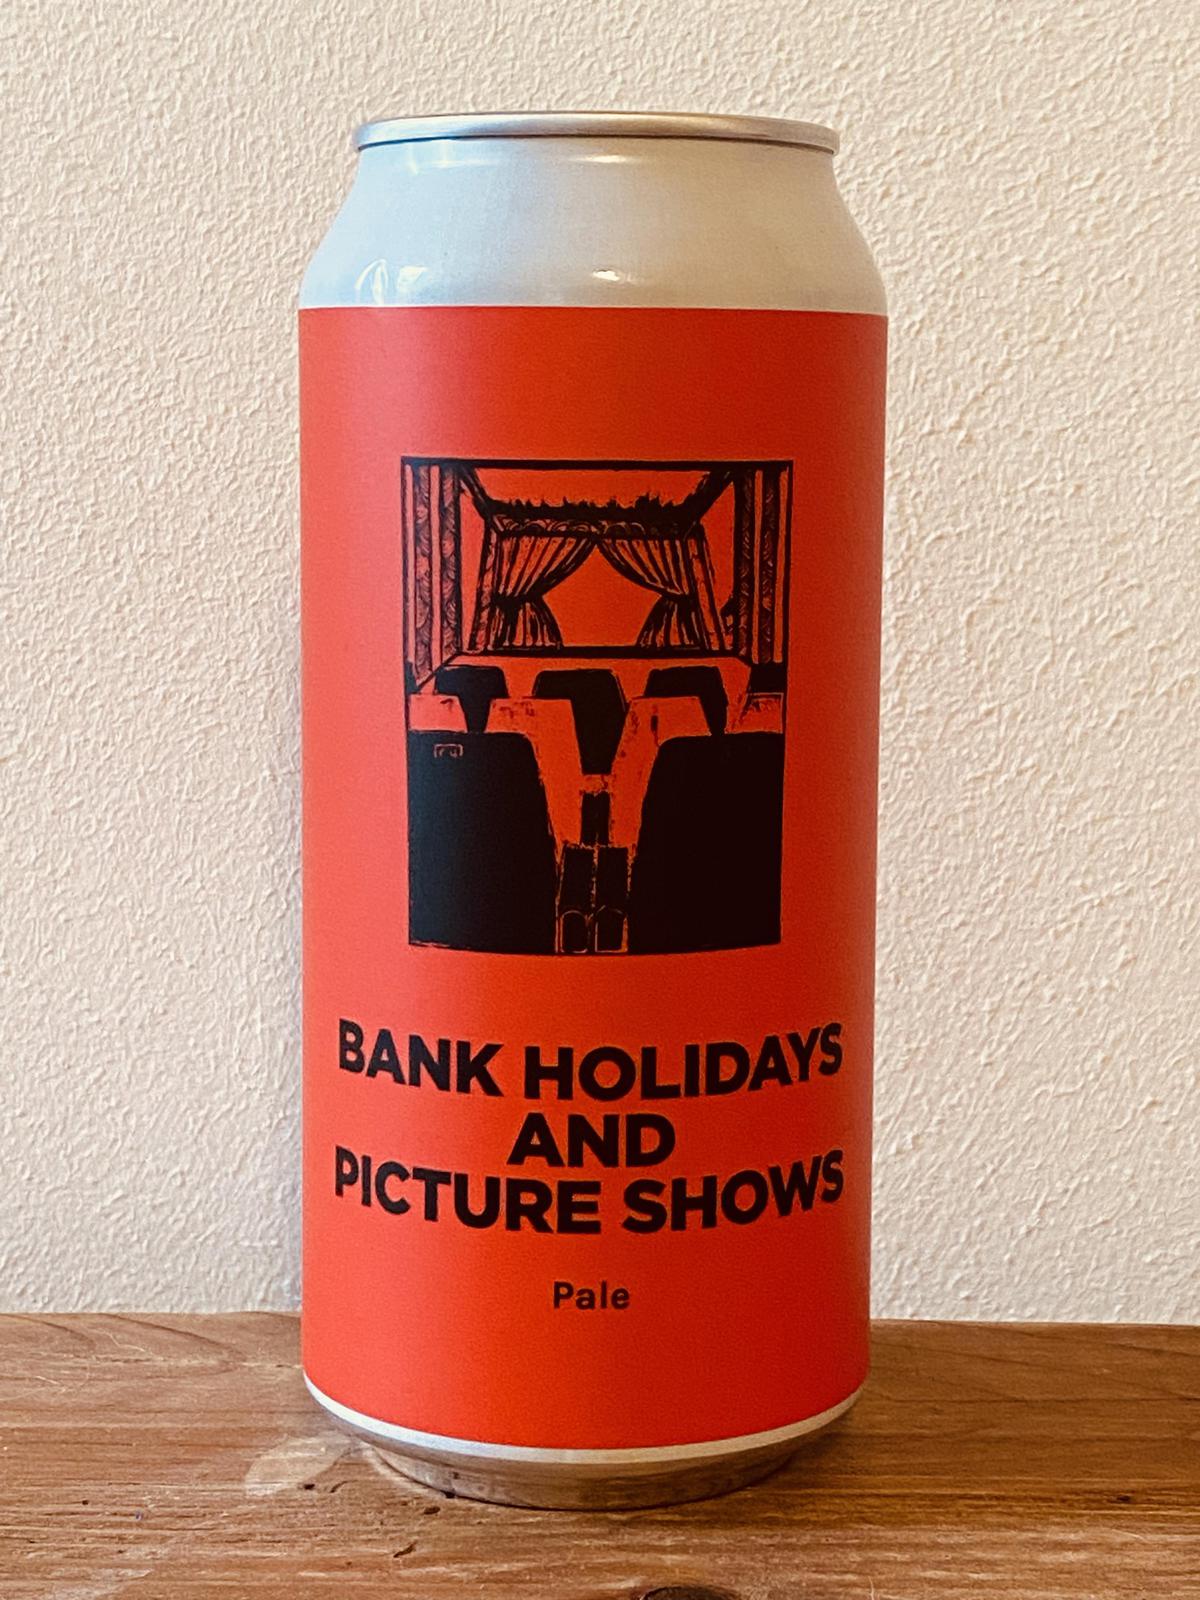 BANK HOLIDAYS
AND
PICTURE SHOWS
Pale